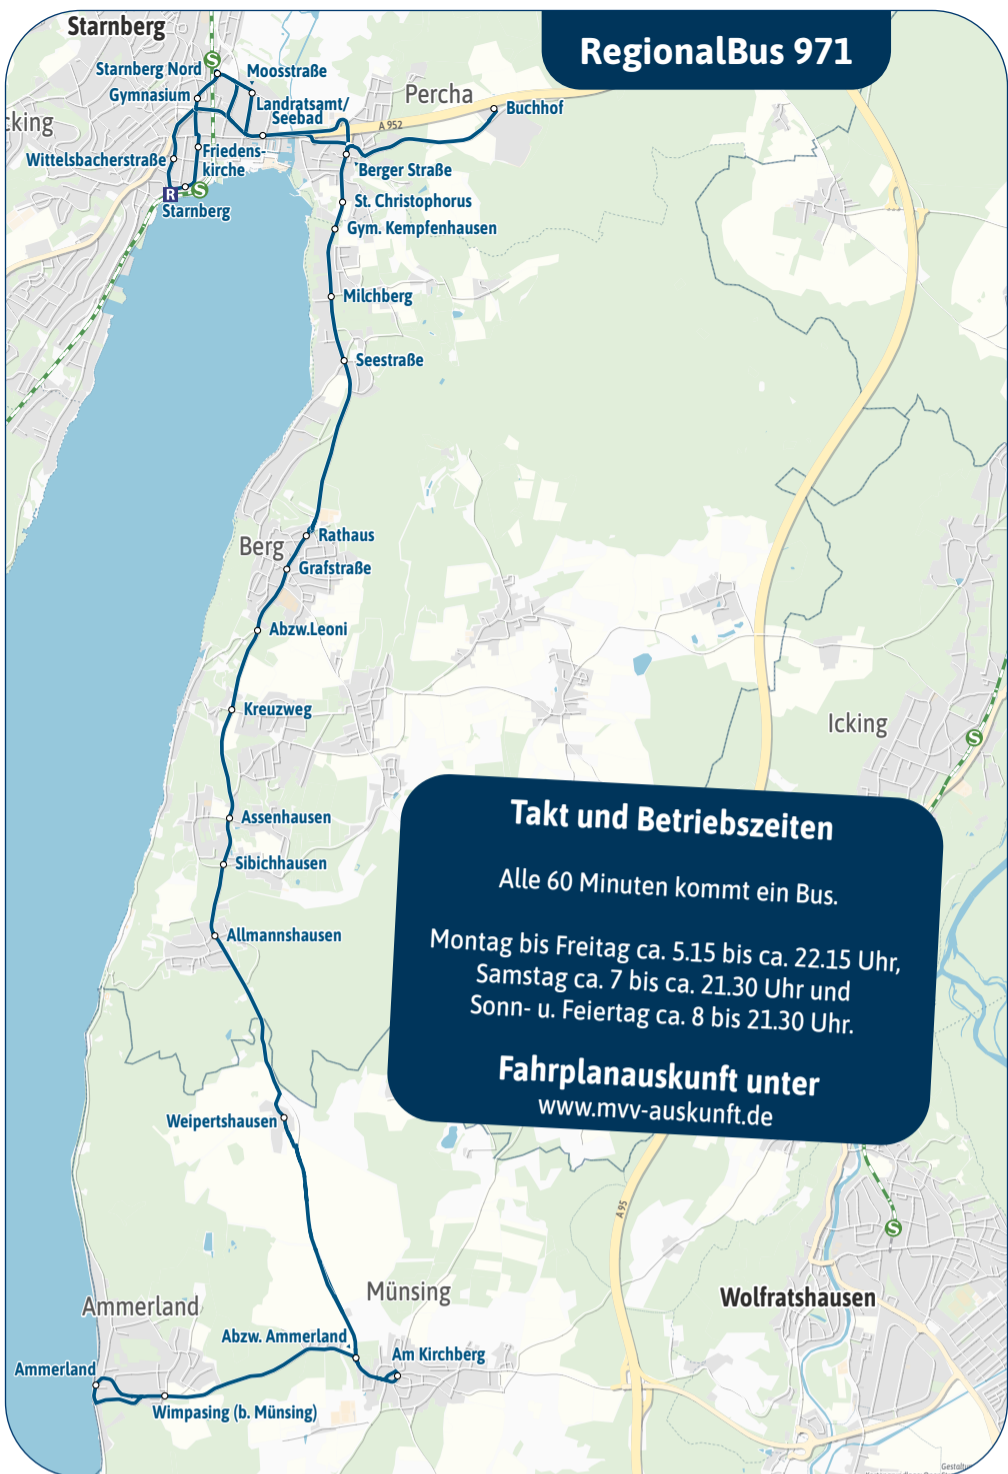 Starnberg
RegionalBus 971
S
Starnberg Nord
Moosstraße
Gymnasium
Landratsamt/
Seebad
Percha
Buchhof
A 952
cking
Wittelsbacherstraße
Friedens-
kirche
Berger Straße
R
S
Starnberg
St. Christophorus
Gym. Kempfenhausen
Milchberg
Seestraße
Rathaus
Berg
Grafstraße
Abzw.Leoni
Kreuzweg
Icking
S
Assenhausen
Sibichhausen
Allmannshausen
Takt und Betriebszeiten
Alle 60 Minuten kommt ein Bus.
Montag bis Freitag ca. 5.15 bis ca. 22.15 Uhr,
Samstag ca. 7 bis ca. 21.30 Uhr und
Sonn- u. Feiertag ca. 8 bis 21.30 Uhr.
Fahrplanauskunft unter
www.mvv-auskunft.de
Weipertshausen
A 95
S
Münsing
Wolfratshausen
Ammerland
Abzw. Ammerland
Am Kirchberg
Ammerland
Wimpasing (b. Münsing)